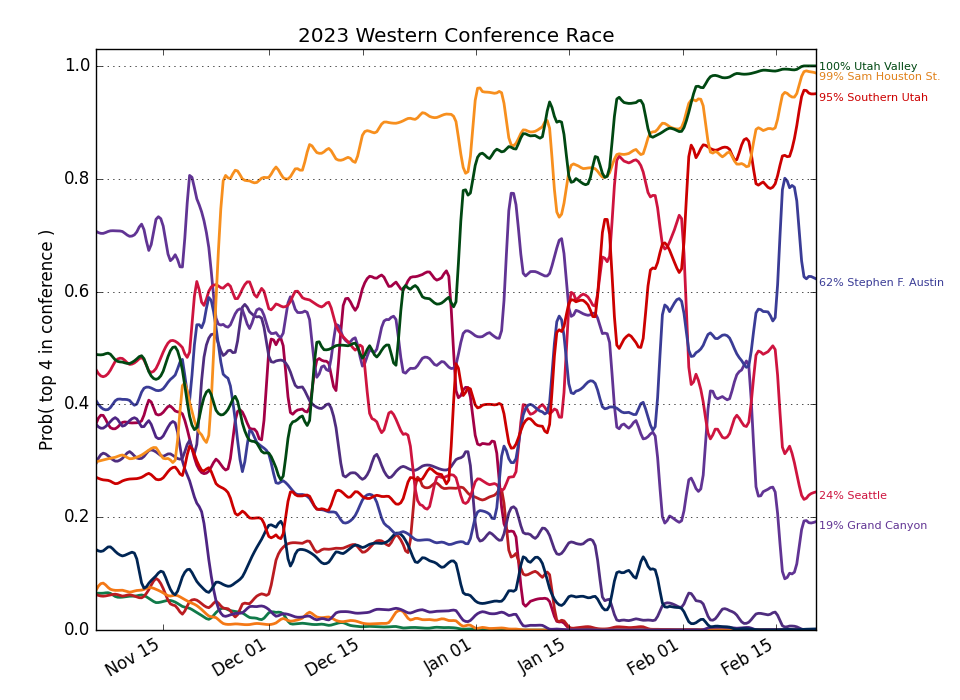 2023 Western Conference Race
Prob( top 4 in conference )
1.0
0.8
0.6
0.4
0.2
0.0
Nov 15
Dec 01
Dec 15
Jan 01
Jan 15
Feb 01
Feb 15
100% Utah Valley
99% Sam Houston St.
95% Southern Utah
62% Stephen F. Austin
24% Seattle
19% Grand Canyon